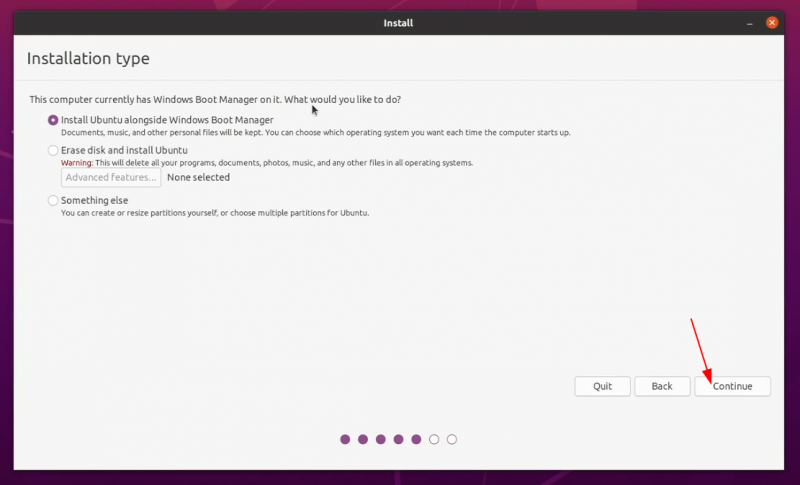 Install
Installation type
This computer currently has Windows Boot Manager on it. What would you like to do?
Install Ubuntu alongside Windows Boot Manager
Documents, music, and other personal files will be kept. You can choose which operating system you want each time the computer starts up.
Erase disk and install Ubuntu
Warning: This will delete all your programs, documents, photos, music, and any other files in all operating systems.
Advanced features... None selected
Something else
You can create or resize partitions yourself, or choose multiple partitions for Ubuntu.
Quit Back Continue